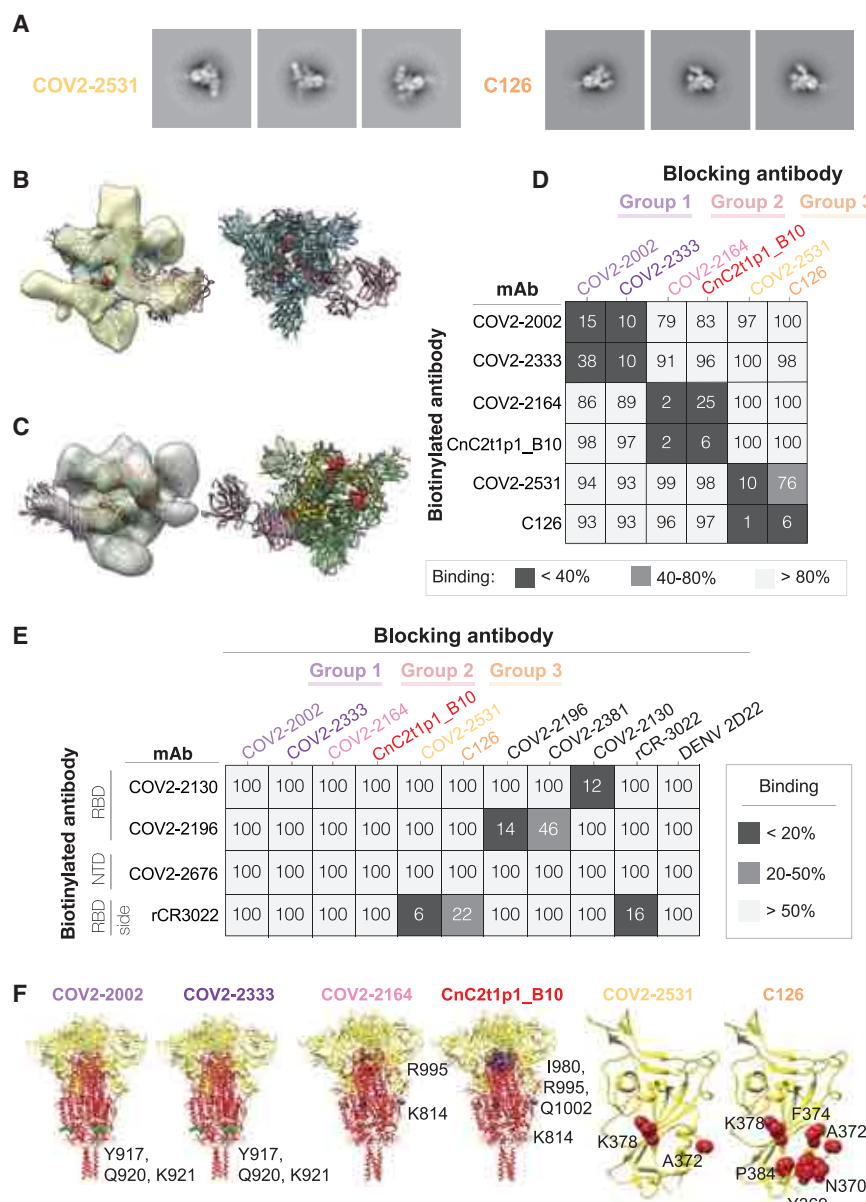 A
COV2-2531
C126
B
C
D
Blocking antibody
Group 1 Group 2 Group 3
COV2-2002 COV2-2333 COV2-2164 CnC2t1p1_B10 COV2-2531 C126
mAb
Biotinylated antibody
COV2-2002 15 10 79 83 97 100
COV2-2333 38 10 91 96 100 98
COV2-2164 86 89 2 25 100 100
CnC2t1p1_B10 98 97 2 6 100 100
COV2-2531 94 93 99 98 10 76
C126 93 93 96 97 1 6
Binding: < 40% 40-80% > 80%
E
Blocking antibody
Group 1 Group 2 Group 3
COV2-2002 COV2-2333 COV2-2164 CnC2t1p1_B10 COV2-2531 C126 COV2-2196 COV2-2381 COV2-2130 rCR-3022 DENV 2D22
mAb
Biotinylated antibody
RBD
COV2-2130 100 100 100 100 100 100 100 100 12 100 100
COV2-2196 100 100 100 100 100 100 14 46 100 100 100
NTD
COV2-2676 100 100 100 100 100 100 100 100 100 100 100
RBD side
rCR3022 100 100 100 100 6 22 100 100 100 16 100
Binding
< 20%
20-50%
> 50%
F
COV2-2002 COV2-2333 COV2-2164 CnC2t1p1_B10 COV2-2531 C126
Y917,
Q920, K921
Y917,
Q920, K921
R995
K814
I980,
R995,
Q1002
K814
K378
A372
K378
F374
A372
P384
N370